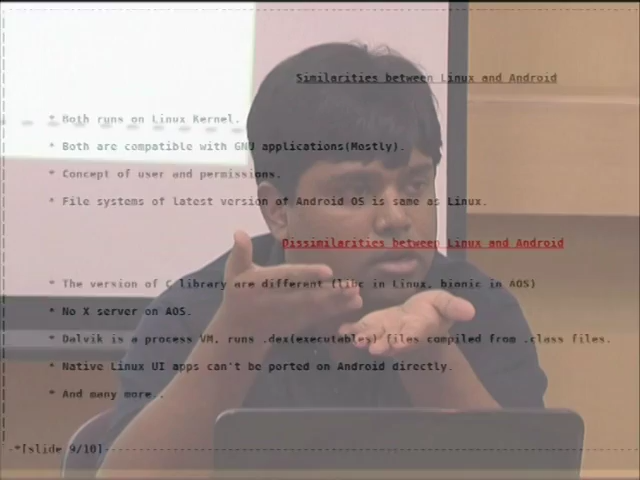 Similarities between Linux and Android
* Both runs on Linux Kernel.
* Both are compatible with GNU applications(Mostly).
* Concept of user and permissions.
* File systems of latest version of Android OS is same as Linux.
Dissimilarities between Linux and Android
* The version of C library are different (libc in Linux, bionic in AOS)
* No X server on AOS.
* Dalvik is a process VM, runs .dex(executables) files compiled from .class files.
* Native Linux UI apps can't be ported on Android directly.
* And many more..
*[slide 9/10]